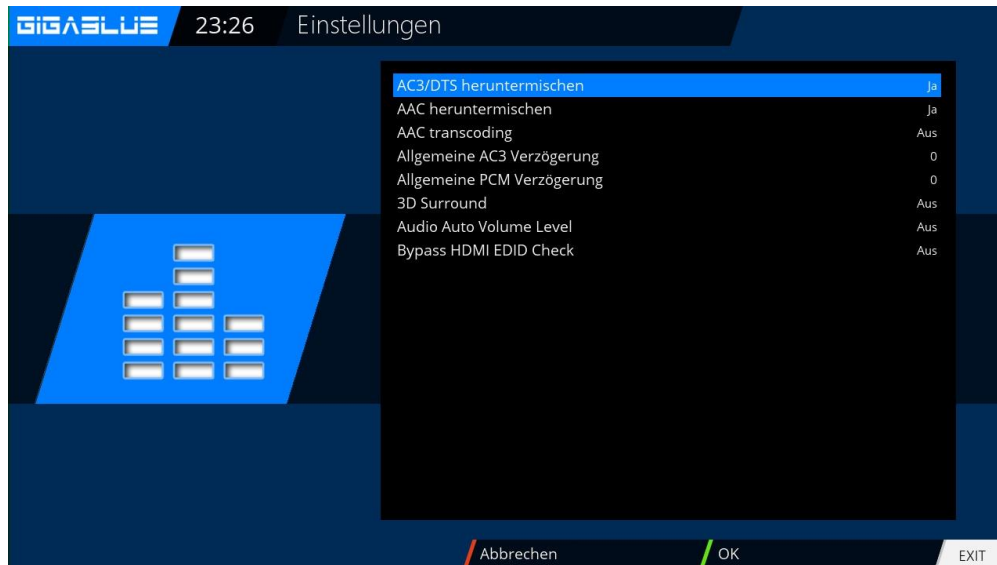 GIGABLUE 23:26 Einstellungen
AC3/DTS heruntermischen Ja
AAC heruntermischen Ja
AAC transcoding Aus
Allgemeine AC3 Verzögerung 0
Allgemeine PCM Verzögerung 0
3D Surround Aus
Audio Auto Volume Level Aus
Bypass HDMI EDID Check Aus
Abbrechen OK EXIT